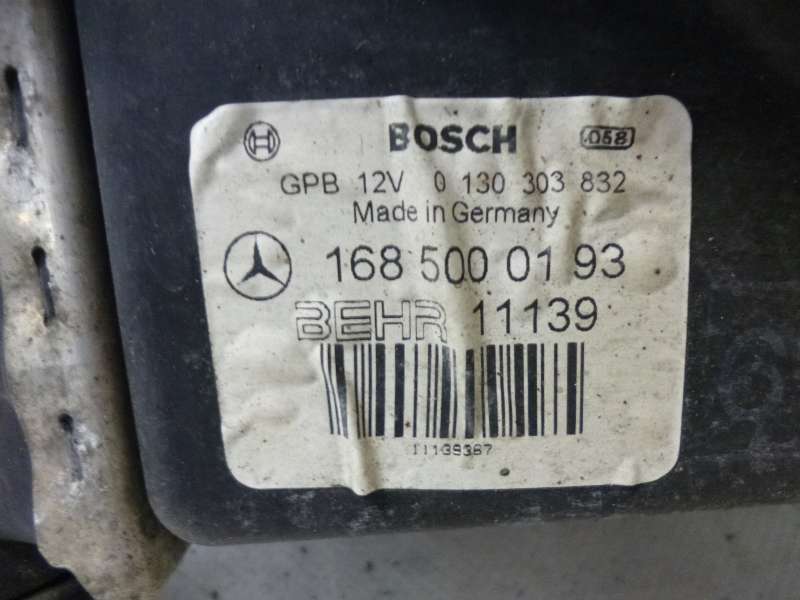 BOSCH 058
GPB 12V 0 130 303 832
Made in Germany
168 500 01 93
BEHR 11139
11139387